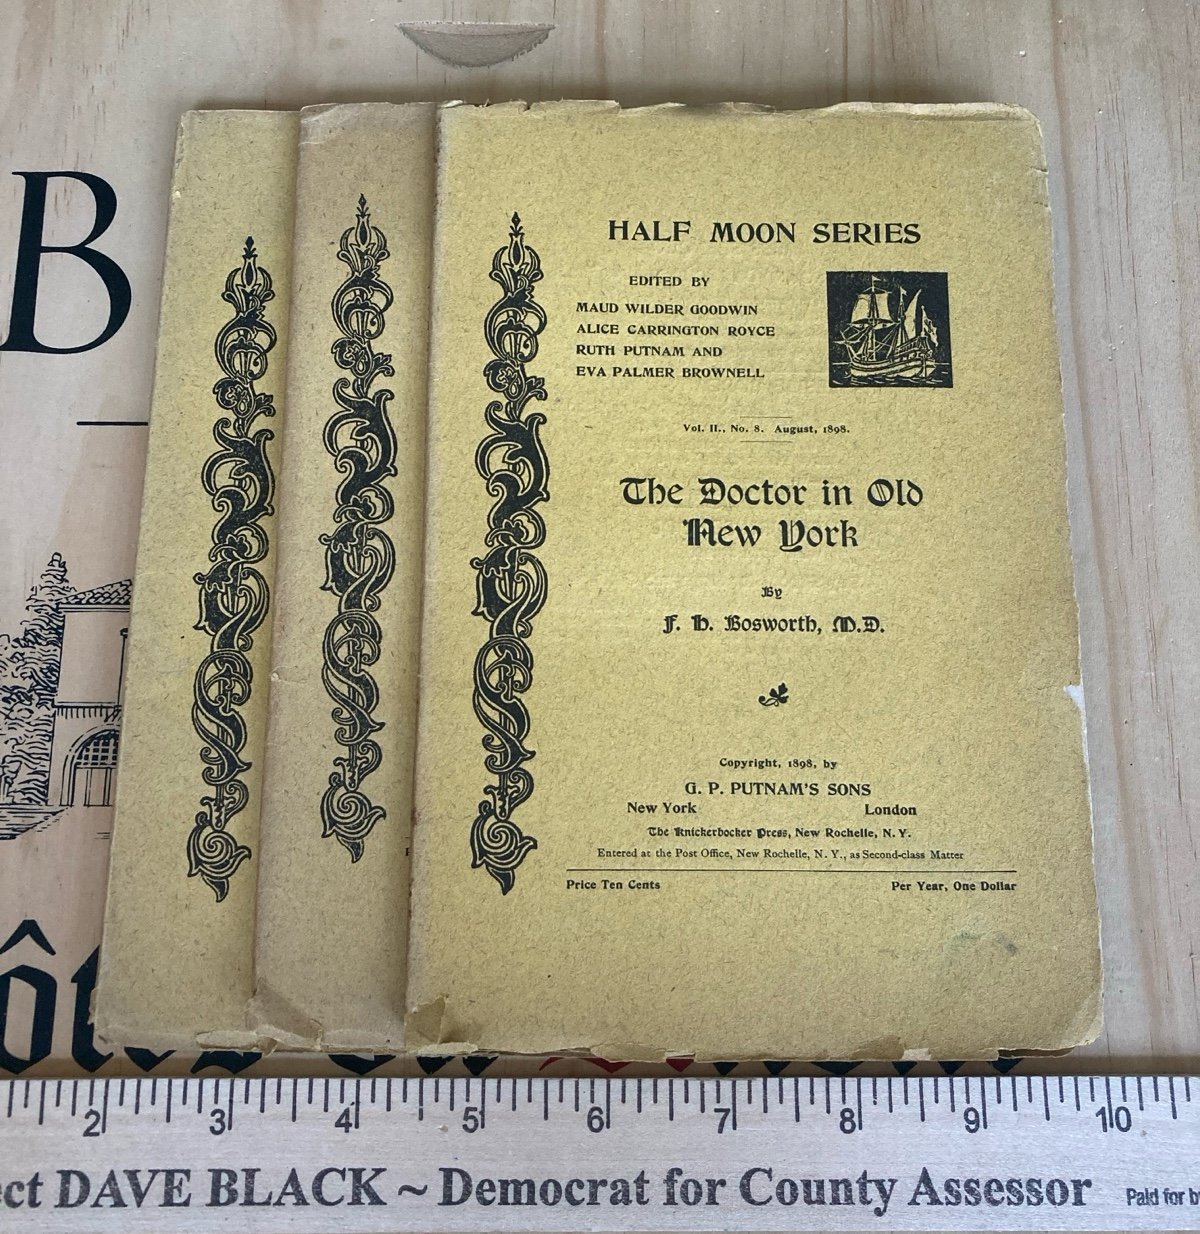 B
HALF MOON SERIES
EDITED BY
MAUD WILDER GOODWIN
ALICE CARRINGTON ROYCE
RUTH PUTNAM AND
EVA PALMER BROWNELL
Vol. II., No. 8. August, 1898.
The Doctor in Old
New York
By
F. H. Bosworth, M.D.
Copyright, 1898, by
G. P. PUTNAM'S SONS
New York London
The Knickerbocker Press, New Rochelle, N. Y.
Entered at the Post Office, New Rochelle, N. Y., as Second-class Matter
Price Ten Cents Per Year, One Dollar
2 3 4 5 6 7 8 9 10
ect DAVE BLACK ~ Democrat for County Assessor Paid for by